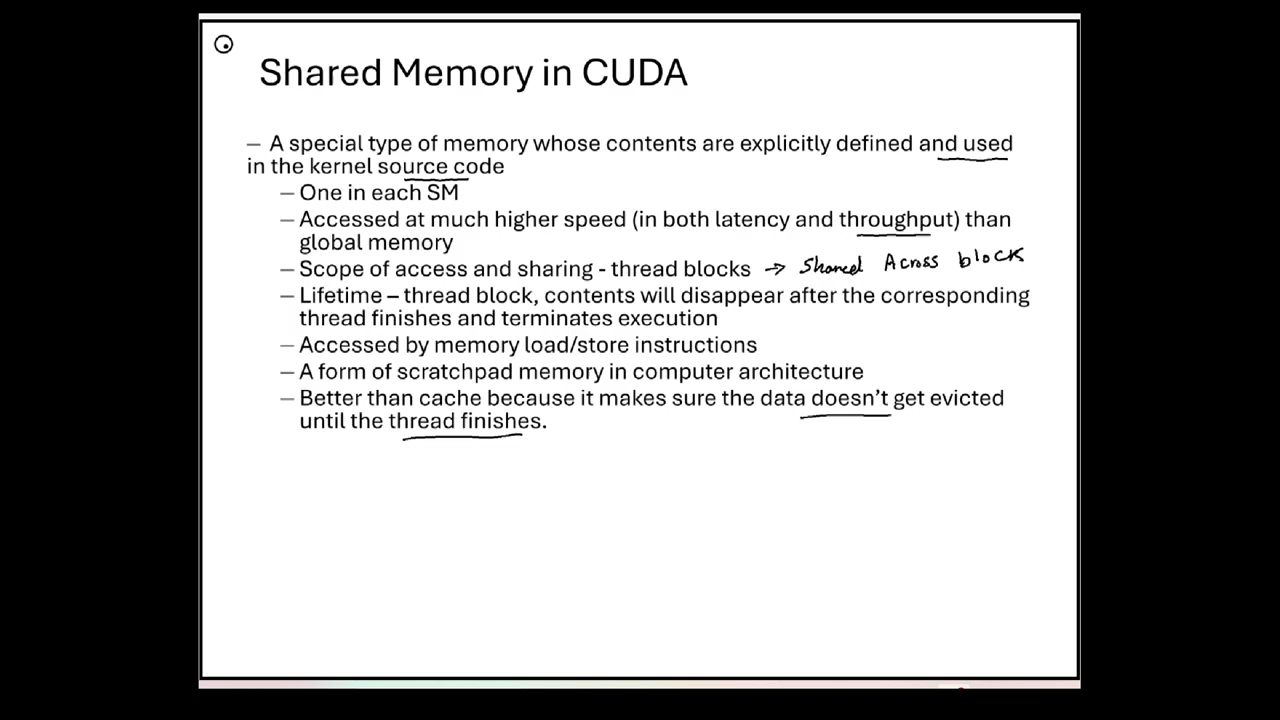 Shared Memory in CUDA
– A special type of memory whose contents are explicitly defined and used
in the kernel source code
– One in each SM
– Accessed at much higher speed (in both latency and throughput) than
global memory
– Scope of access and sharing - thread blocks → Shared Across block
– Lifetime – thread block, contents will disappear after the corresponding
thread finishes and terminates execution
– Accessed by memory load/store instructions
– A form of scratchpad memory in computer architecture
– Better than cache because it makes sure the data doesn’t get evicted
until the thread finishes.